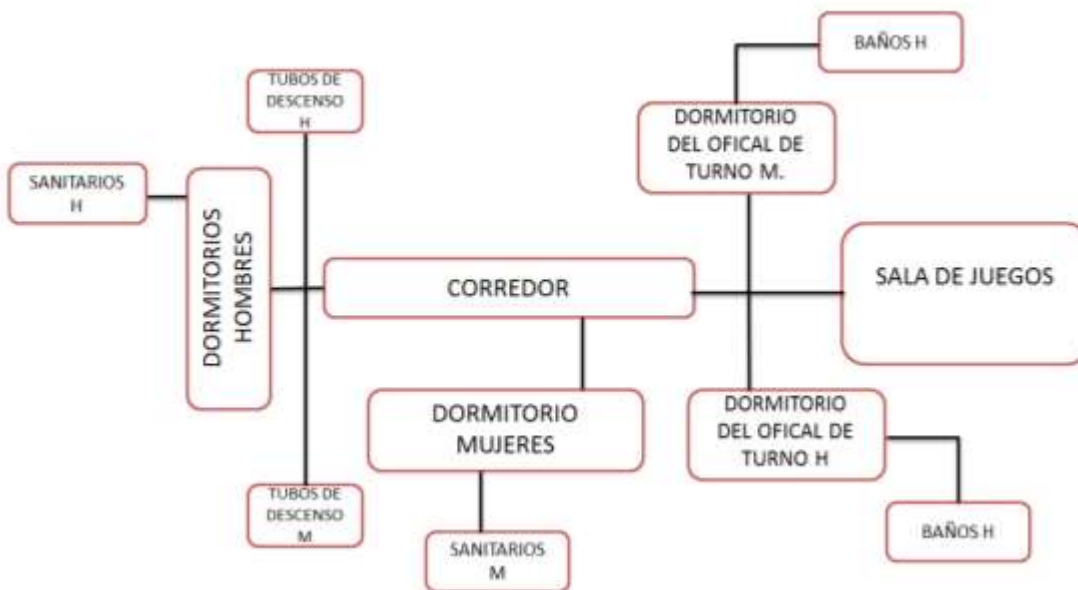 BAÑOS H
TUBOS DE
DESCENSO
H
DORMITORIO
DEL OFICAL DE
TURNO M.
SANITARIOS
H
DORMITORIOS
HOMBRES
CORREDOR
SALA DE JUEGOS
DORMITORIO
MUJERES
DORMITORIO
DEL OFICAL DE
TURNO H
TUBOS DE
DESCENSO
M
SANITARIOS
M
BAÑOS H